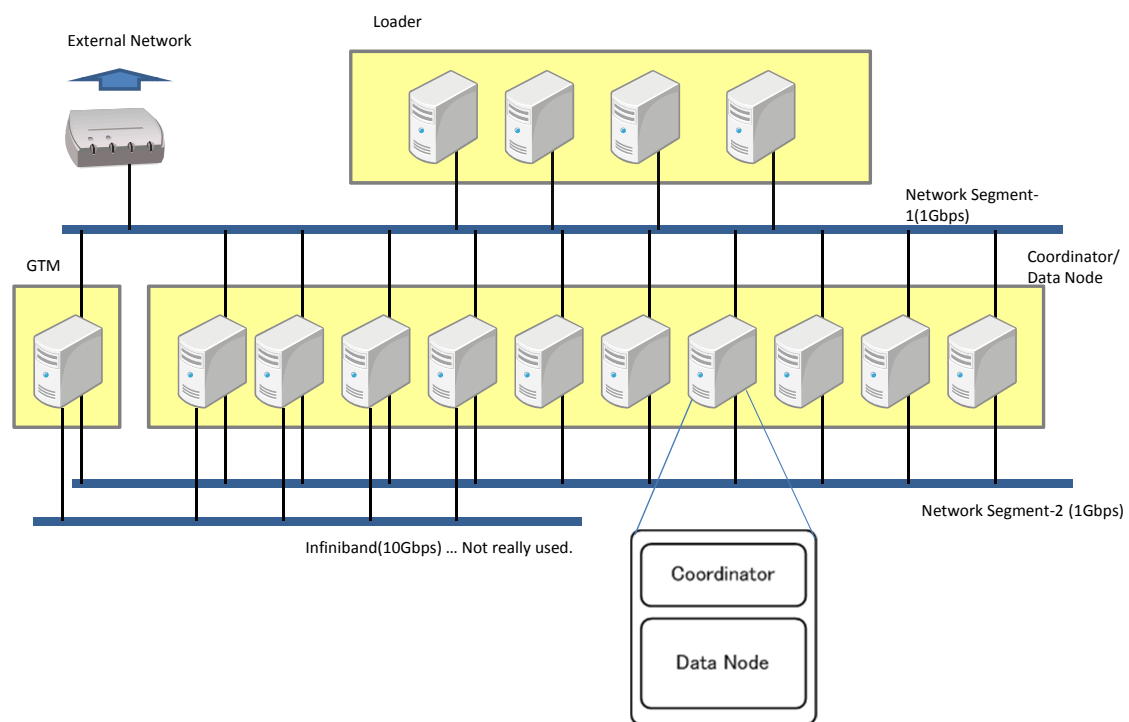 Loader
External Network
Network Segment-
1(1Gbps)
GTM
Coordinator/
Data Node
Network Segment-2 (1Gbps)
Infiniband(10Gbps) … Not really used.
Coordinator
Data Node